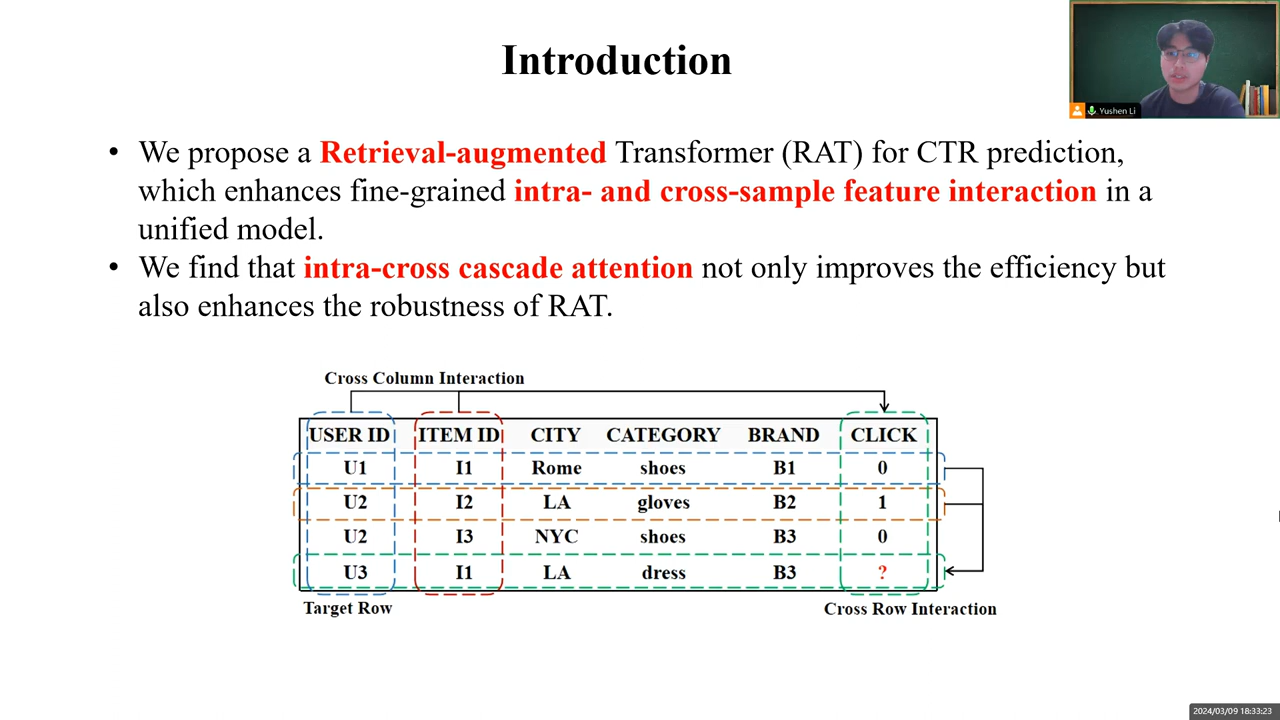 Introduction
Yushen Li
• We propose a Retrieval-augmented Transformer (RAT) for CTR prediction,
which enhances fine-grained intra- and cross-sample feature interaction in a
unified model.
• We find that intra-cross cascade attention not only improves the efficiency but
also enhances the robustness of RAT.
Cross Column Interaction
USER ID ITEM ID CITY CATEGORY BRAND CLICK
U1 I1 Rome shoes B1 0
U2 I2 LA gloves B2 1
U2 I3 NYC shoes B3 0
U3 I1 LA dress B3 ?
Target Row Cross Row Interaction
2024/03/09 18:33:23